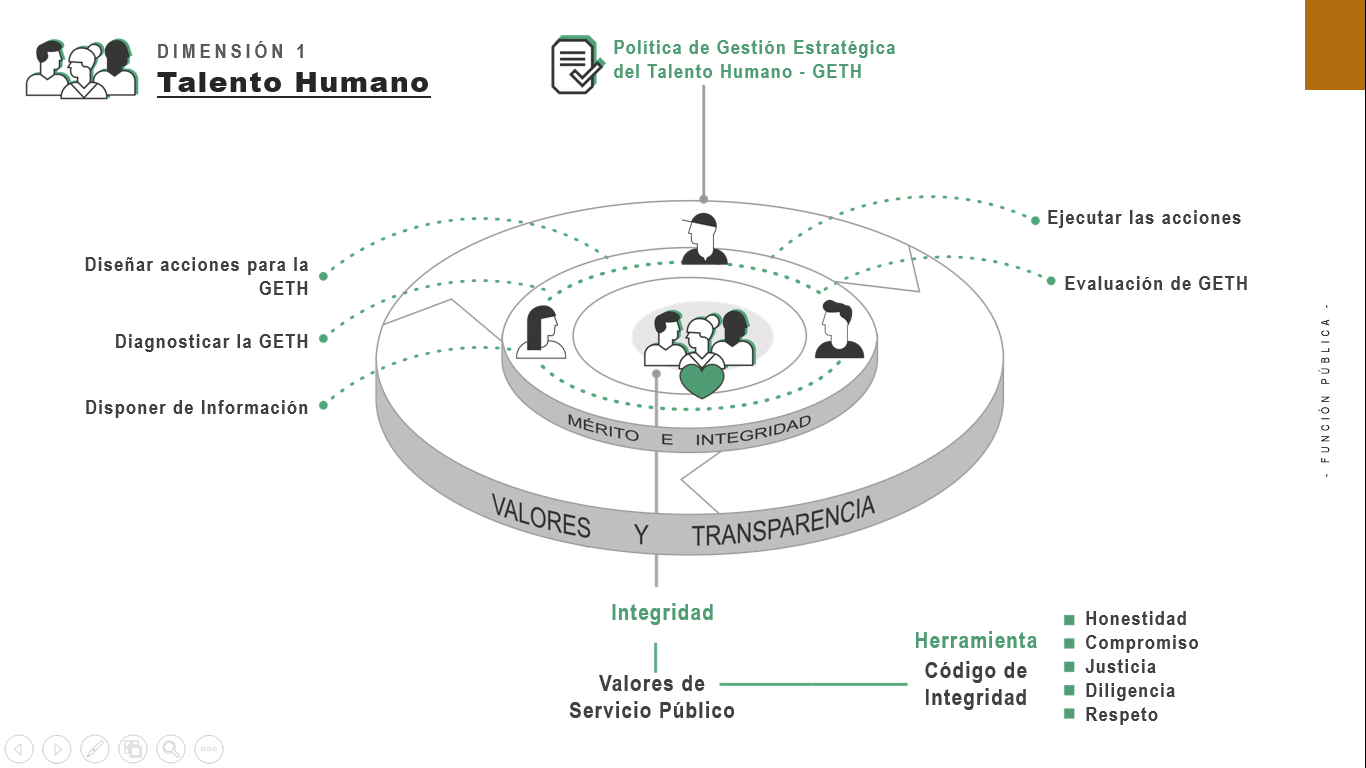 DIMENSIÓN 1
Talento Humano
Política de Gestión Estratégica
del Talento Humano - GETH
Diseñar acciones para la
GETH
Diagnosticar la GETH
Disponer de Información
Ejecutar las acciones
Evaluación de GETH
MÉRITO E INTEGRIDAD
VALORES Y TRANSPARENCIA
Integridad
Valores de
Servicio Público
Herramienta
Código de
Integridad
Honestidad
Compromiso
Justicia
Diligencia
Respeto
- FUNCIÓN PÚBLICA -